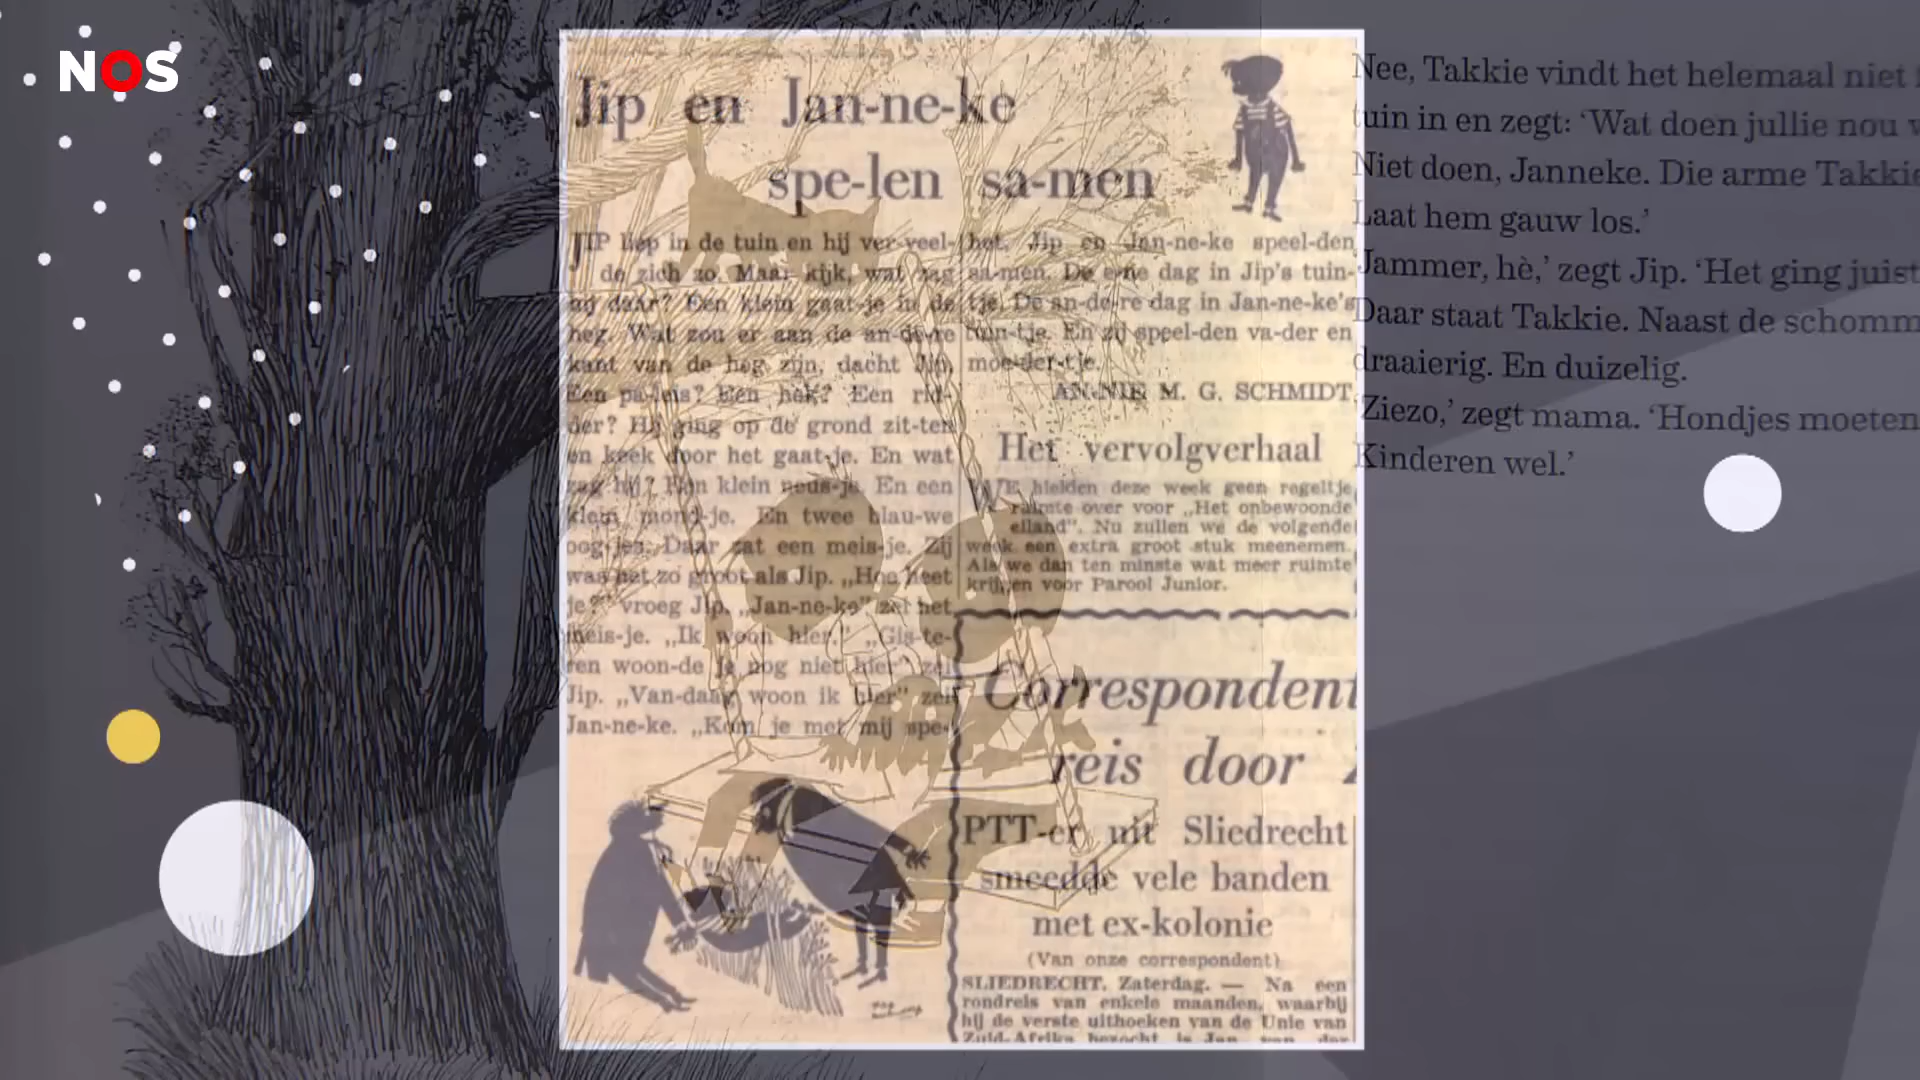 NOS
Jip en Jan-ne-ke
spe-len sa-men
JIP liep in de tuin en hij ver-veel-
de zich zo. Maar kijk, wat zag
hij daar? Een klein gaat-je in de
heg. Wat zou er aan de an-de-re
kant van de heg zijn, dacht Jip.
Een pa-leis? Een hek? Een rid-
der? Hij ging op de grond zit-ten
en keek door het gaat-je. En wat
zag hij? Een klein neus-je. En een
klein mond-je. En twee blau-we
oog-jes. Daar zat een meis-je. Zij
was net zo groot als Jip. „Hoe heet
je?” vroeg Jip. „Jan-ne-ke” zei het
meis-je. „Ik woon hier.” „Gis-te-
ren woon-de je nog niet hier” zei
Jip. „Van-daag woon ik hier” zei
Jan-ne-ke. „Kom je met mij spe-
het. Jip en Jan-ne-ke speel-den
sa-men. De e-ne dag in Jip's tuin-
tje. De an-de-re dag in Jan-ne-ke's
tuin-tje. En zij speel-den va-der en
moe-der-tje.
AN-NIE M. G. SCHMIDT
Het vervolgverhaal
WE hielden deze week geen regeltje
ruimte over voor „Het onbewoonde
eiland”. Nu zullen we de volgende
week een extra groot stuk meenemen.
Als we dan ten minste wat meer ruimte
krijgen voor Parool Junior.
Correspondent
reis door
PTT-er uit Sliedrecht
smeedde vele banden
met ex-kolonie
(Van onze correspondent)
SLIEDRECHT, Zaterdag. — Na een
rondreis van enkele maanden, waarbij
hij de verste uithoeken van de Unie van
Zuid-Afrika bezocht is Jan van der
Nee, Takkie vindt het helemaal niet
tuin in en zegt: ‘Wat doen jullie nou
Niet doen, Janneke. Die arme Takkie
Laat hem gauw los.’
Jammer, hè,’ zegt Jip. ‘Het ging juist
Daar staat Takkie. Naast de schomm
draaierig. En duizelig.
Ziezo,’ zegt mama. ‘Hondjes moeten
Kinderen wel.’